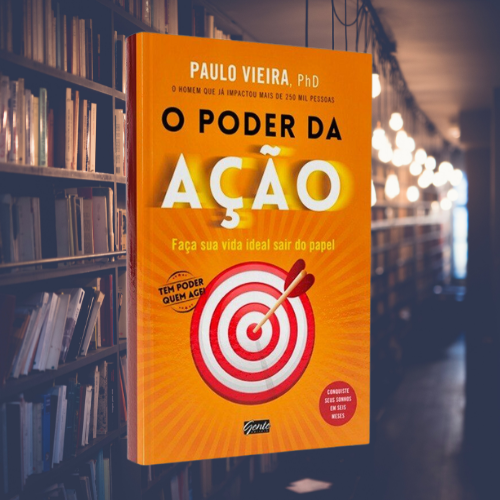 PAULO VIEIRA, PhD
O HOMEM QUE JÁ IMPACTOU MAIS DE 250 MIL PESSOAS
O PODER DA
AÇÃO
Faça sua vida ideal sair do papel
TEM PODER
QUEM AGE!
CONQUISTE
SEUS SONHOS
EM SEIS
MESES
Gente